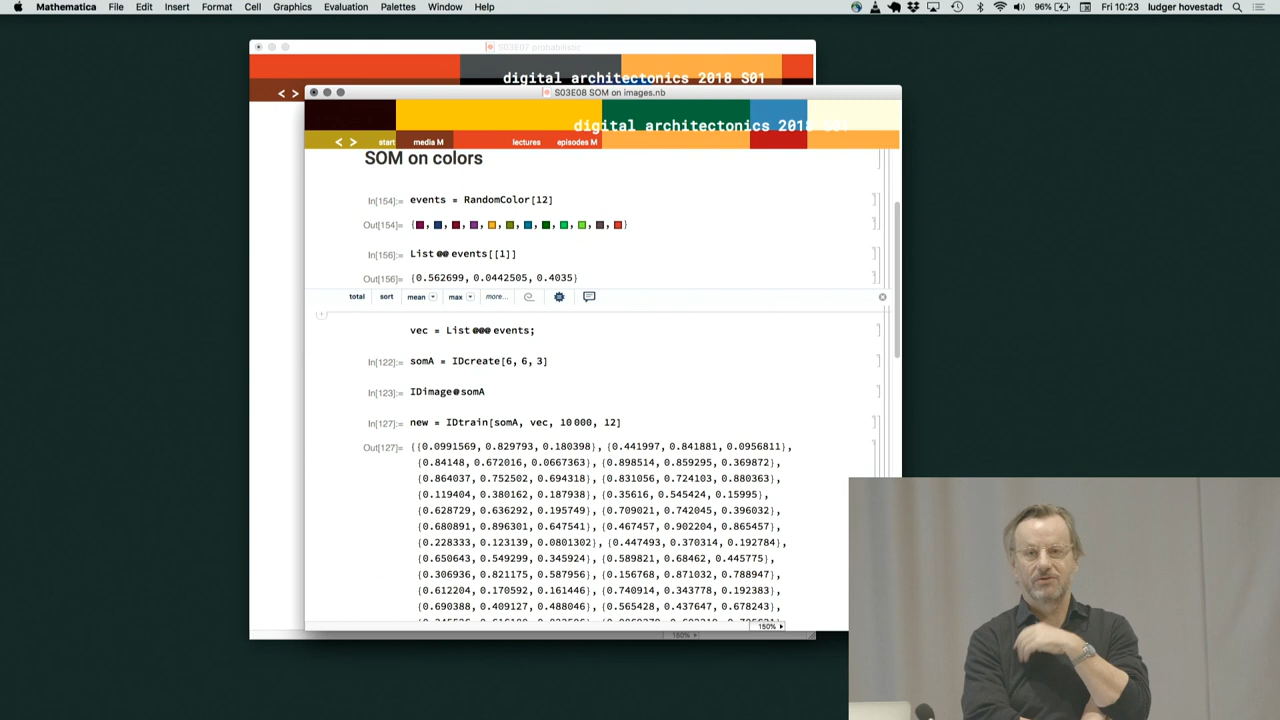 Mathematica File Edit Insert Format Cell Graphics Evaluation Palettes Window Help 96% Fri 10:23 ludger hovestadt
S03E07 probabilistic
digital architectonics 2018 S01
< >
S03E08 SOM on images.nb
digital architectonics 2018 S01
< > start media M lectures episodes M
SOM on colors
In[154]:= events = RandomColor[12]
Out[154]= { , , , , , , , , , , , }
In[156]:= List @@ events[[1]]
Out[156]= {0.562699, 0.0442505, 0.4035}
total sort mean max more...
vec = List @@@ events;
In[122]:= somA = IDcreate[6, 6, 3]
In[123]:= IDimage@somA
In[127]:= new = IDtrain[somA, vec, 10000, 12]
Out[127]= {{0.0991569, 0.829793, 0.180398}, {0.441997, 0.841881, 0.0956811},
{0.84148, 0.672016, 0.0667363}, {0.898514, 0.859295, 0.369872},
{0.864037, 0.752502, 0.694318}, {0.831056, 0.724103, 0.880363},
{0.119404, 0.380162, 0.187938}, {0.35616, 0.545424, 0.15995},
{0.628729, 0.636292, 0.195749}, {0.709021, 0.742045, 0.396032},
{0.680891, 0.896301, 0.647541}, {0.467457, 0.902204, 0.865457},
{0.228333, 0.123139, 0.0801302}, {0.447493, 0.370314, 0.192784},
{0.650643, 0.549299, 0.345924}, {0.589821, 0.68462, 0.445775},
{0.306936, 0.821175, 0.587956}, {0.156768, 0.871032, 0.788947},
{0.612204, 0.170592, 0.161446}, {0.740914, 0.343778, 0.192383},
{0.690388, 0.409127, 0.488046}, {0.565428, 0.437647, 0.678243},
150%
150%